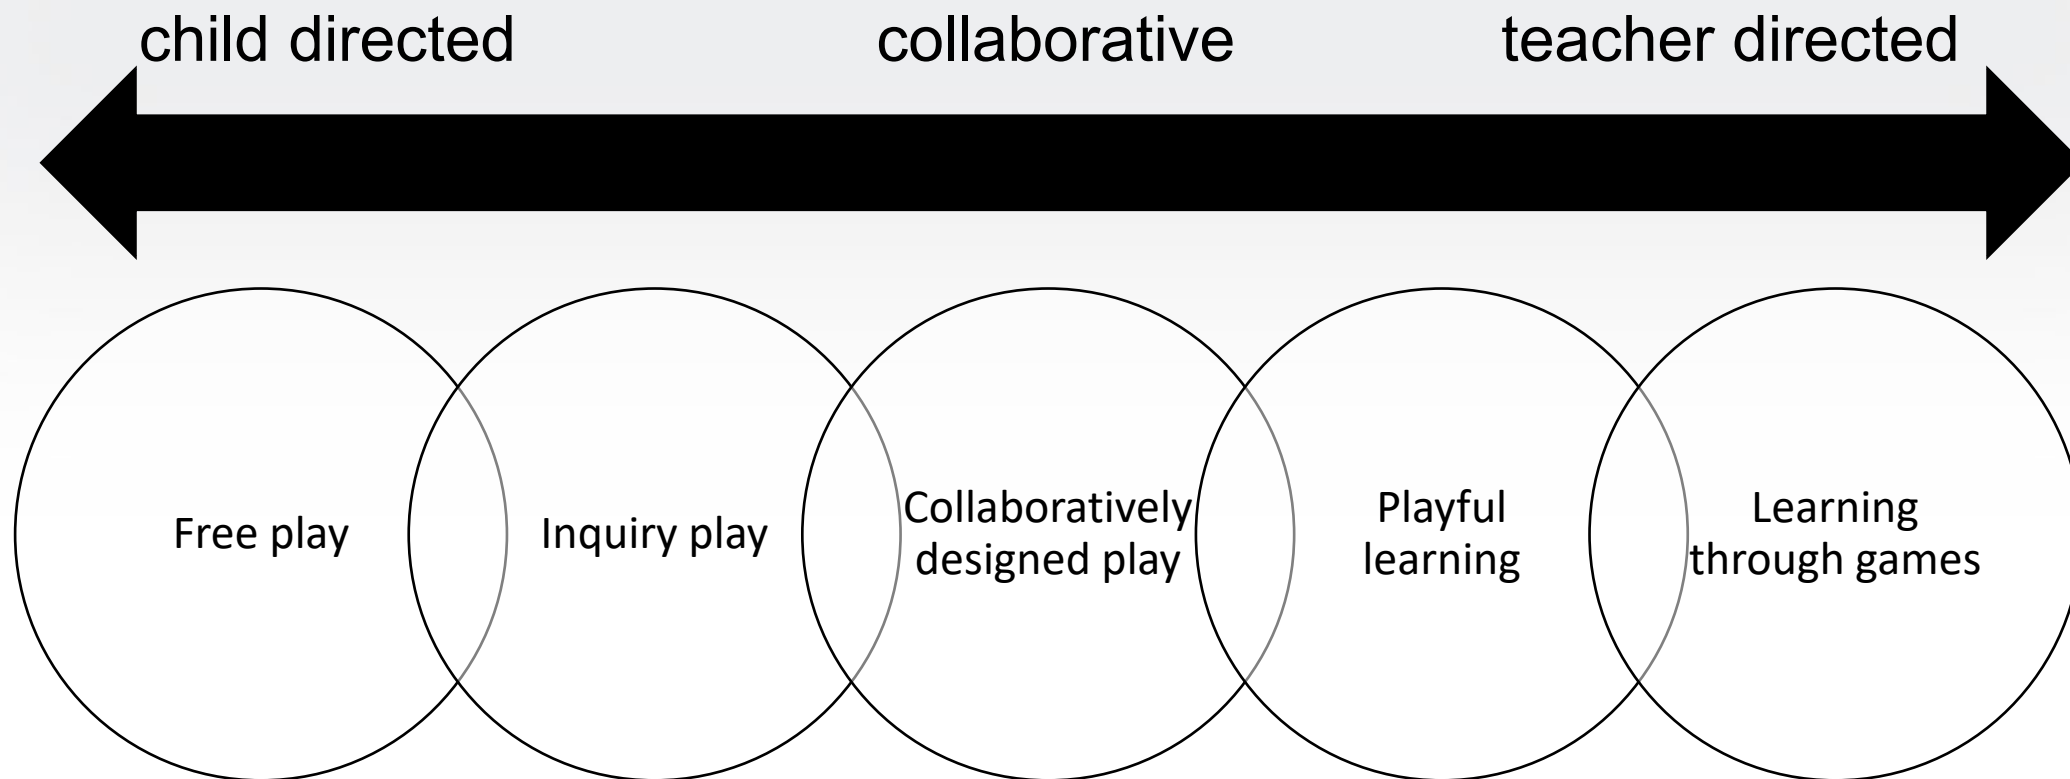 child directed
collaborative
teacher directed
Free play
Inquiry play
Collaboratively
designed play
Playful
learning
Learning
through games